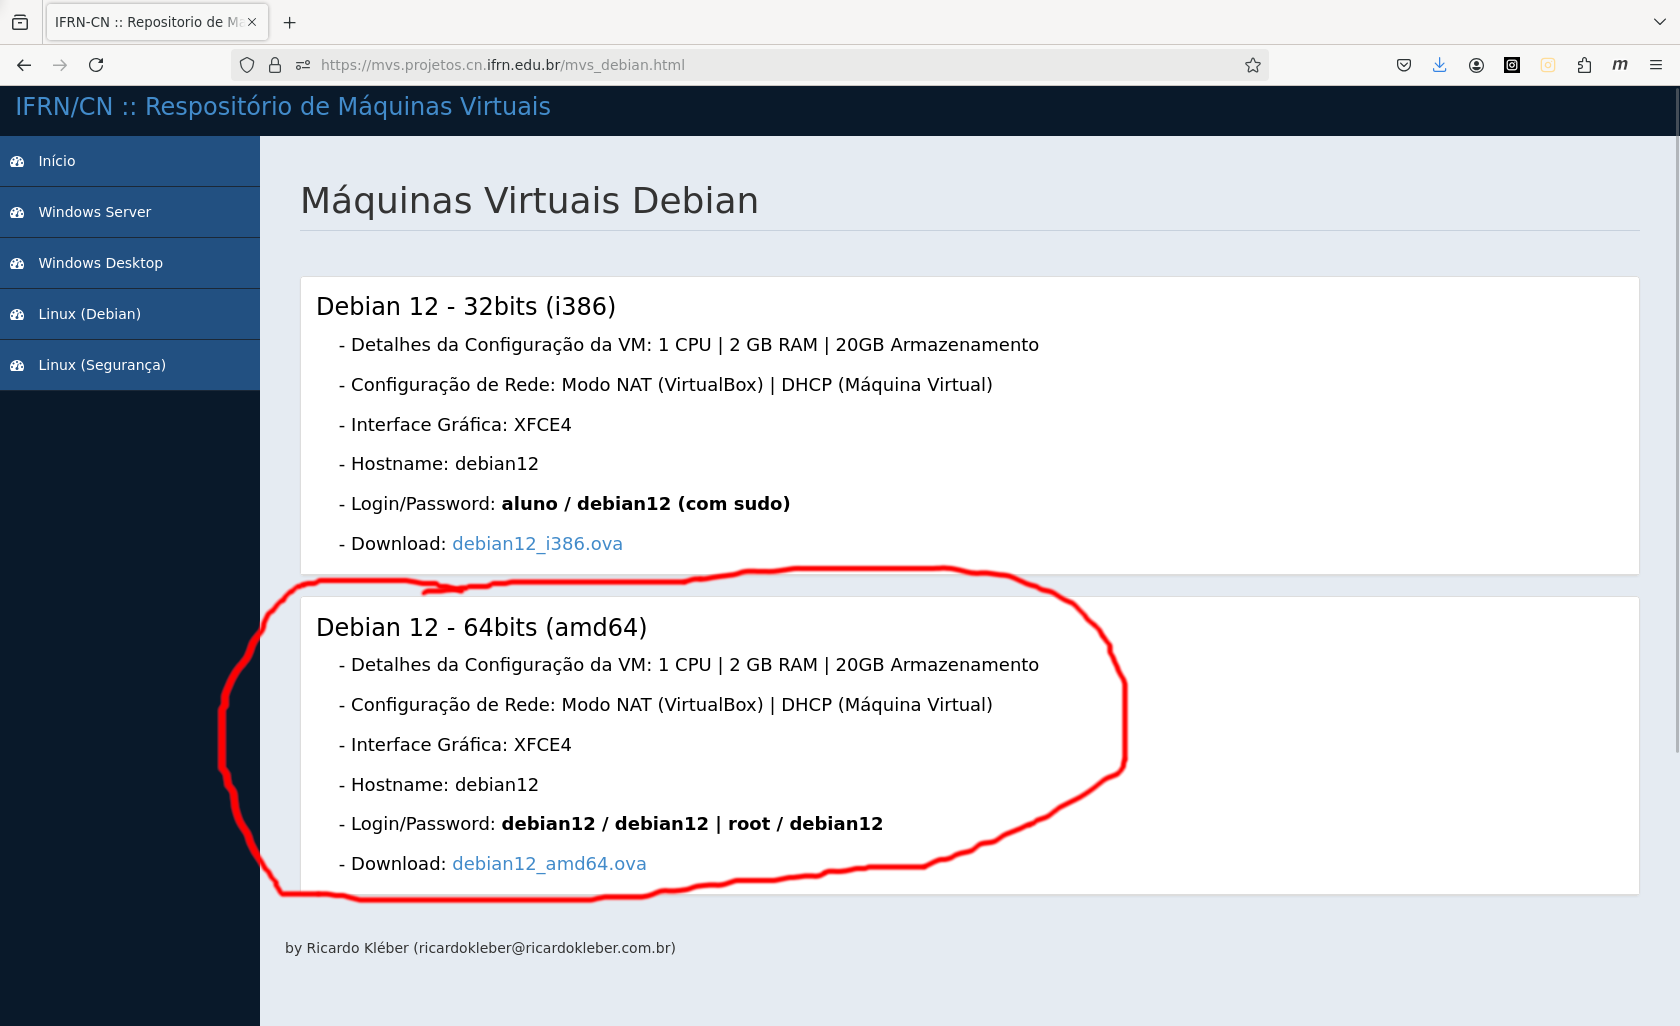 IFRN-CN :: Repositorio de Ma
https://mvs.projetos.cn.ifrn.edu.br/mvs_debian.html
IFRN/CN :: Respositório de Máquinas Virtuais
Início
Windows Server
Windows Desktop
Linux (Debian)
Linux (Segurança)
Máquinas Virtuais Debian
Debian 12 - 32bits (i386)
- Detalhes da Configuração da VM: 1 CPU | 2 GB RAM | 20GB Armazenamento
- Configuração de Rede: Modo NAT (VirtualBox) | DHCP (Máquina Virtual)
- Interface Gráfica: XFCE4
- Hostname: debian12
- Login/Password: aluno / debian12 (com sudo)
- Download: debian12_i386.ova
Debian 12 - 64bits (amd64)
- Detalhes da Configuração da VM: 1 CPU | 2 GB RAM | 20GB Armazenamento
- Configuração de Rede: Modo NAT (VirtualBox) | DHCP (Máquina Virtual)
- Interface Gráfica: XFCE4
- Hostname: debian12
- Login/Password: debian12 / debian12 | root / debian12
- Download: debian12_amd64.ova
by Ricardo Kléber (ricardokleber@ricardokleber.com.br)